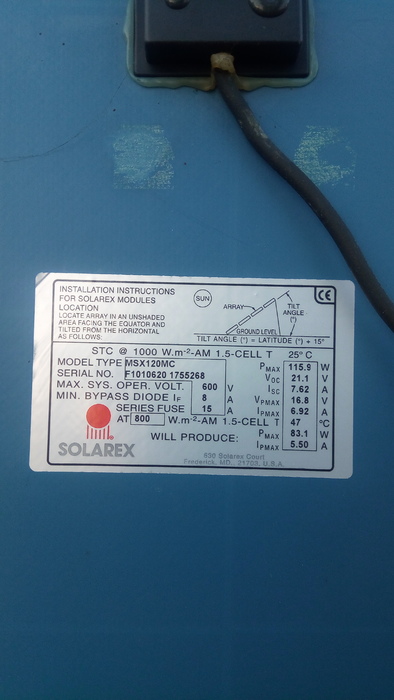 INSTALLATION INSTRUCTIONS
FOR SOLAREX MODULES
LOCATION
LOCATE ARRAY IN AN UNSHADED
AREA FACING THE EQUATOR AND
TILTED FROM THE HORIZONTAL
AS FOLLOWS:
SUN
ARRAY
TILT
ANGLE
(°)
GROUND LEVEL
CE
TILT ANGLE (°) = LATITUDE (°) + 15°
STC @ 1000 W.m-2-AM 1.5-CELL T 25° C
MODEL TYPE MSX120MC
SERIAL NO. F1010620 1755268
MAX. SYS. OPER. VOLT. 600 V
MIN. BYPASS DIODE IF 8 A
SERIES FUSE 15 A
PMAX 115.9 W
VOC 21.1 V
ISC 7.62 A
VPMAX 16.8 V
IPMAX 6.92 A
AT 800 W.m-2-AM 1.5-CELL T 47 °C
WILL PRODUCE: PMAX 83.1 W
IPMAX 5.50 A
SOLAREX
630 Solarex Court
Frederick, MD., 21703, U.S.A.